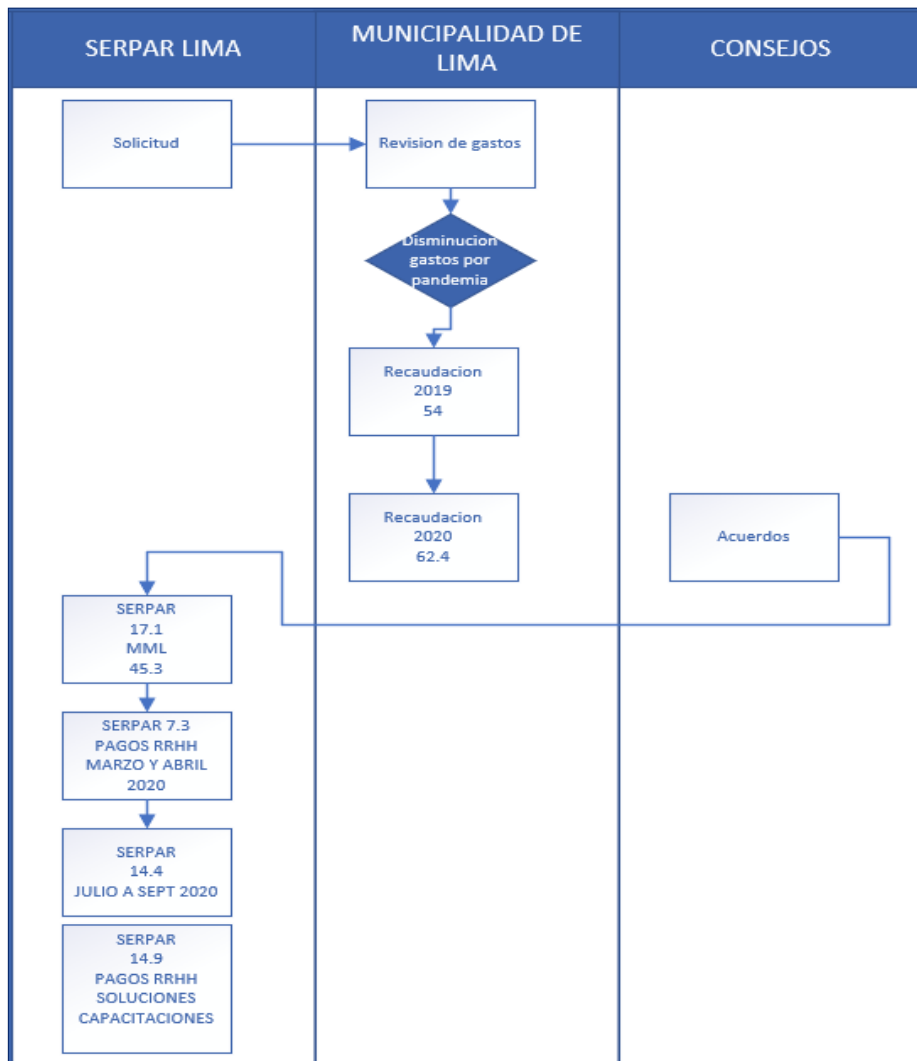 SERPAR LIMA
MUNICIPALIDAD DE
LIMA
CONSEJOS
Solicitud
Revision de gastos
Disminucion
gastos por
pandemia
Recaudacion
2019
54
Recaudacion
2020
62.4
Acuerdos
SERPAR
17.1
MML
45.3
SERPAR 7.3
PAGOS RRHH
MARZO Y ABRIL
2020
SERPAR
14.4
JULIO A SEPT 2020
SERPAR
14.9
PAGOS RRHH
SOLUCIONES
CAPACITACIONES